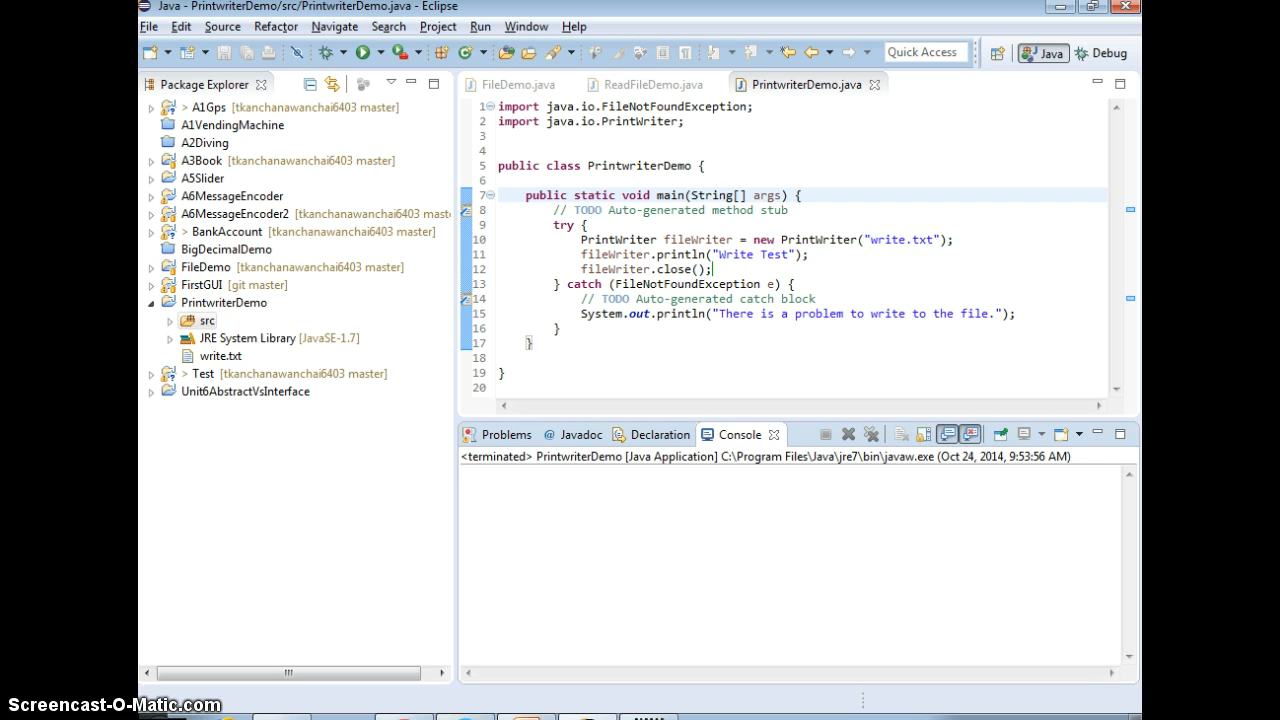 Java - PrintwriterDemo/src/PrintwriterDemo.java - Eclipse
File Edit Source Refactor Navigate Search Project Run Window Help
Quick Access Java Debug
Package Explorer
> A1Gps [tkanchanawanchai6403 master]
A1VendingMachine
A2Diving
A3Book [tkanchanawanchai6403 master]
A5Slider
A6MessageEncoder
A6MessageEncoder2 [tkanchanawanchai6403 mast
> BankAccount [tkanchanawanchai6403 master]
BigDecimalDemo
FileDemo [tkanchanawanchai6403 master]
FirstGUI [git master]
PrintwriterDemo
src
JRE System Library [JavaSE-1.7]
write.txt
> Test [tkanchanawanchai6403 master]
Unit6AbstractVsInterface
FileDemo.java ReadFileDemo.java PrintwriterDemo.java
1 import java.io.FileNotFoundException;
2 import java.io.PrintWriter;
3
4
5 public class PrintwriterDemo {
6
7 public static void main(String[] args) {
8 // TODO Auto-generated method stub
9 try {
10 PrintWriter fileWriter = new PrintWriter("write.txt");
11 fileWriter.println("Write Test");
12 fileWriter.close();
13 } catch (FileNotFoundException e) {
14 // TODO Auto-generated catch block
15 System.out.println("There is a problem to write to the file.");
16 }
17 }
18
19 }
20
Problems @ Javadoc Declaration Console
<terminated> PrintwriterDemo [Java Application] C:\Program Files\Java\jre7\bin\javaw.exe (Oct 24, 2014, 9:53:56 AM)
Screencast-O-Matic.com